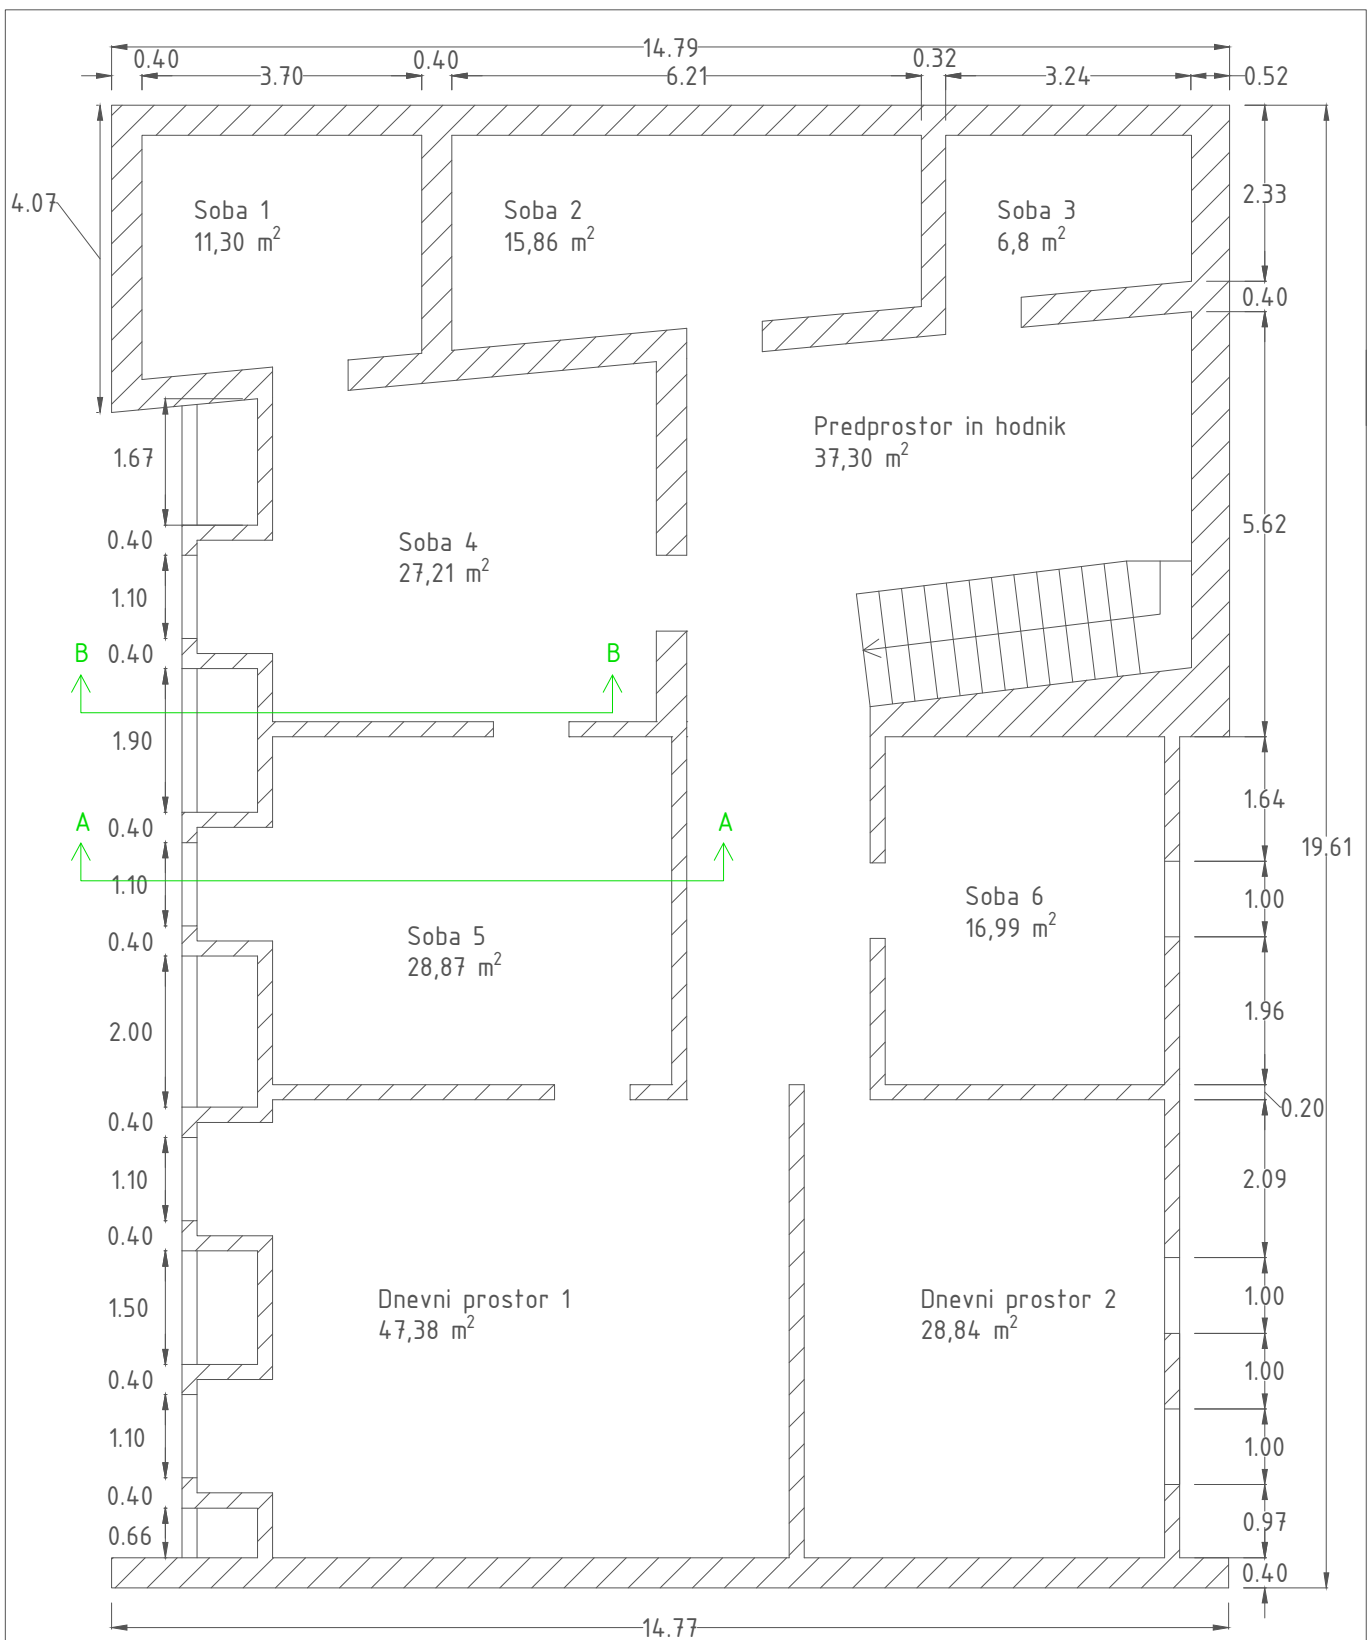 14.79
0.40
0.40
0.32
3.70
6.21
3.24
0.52
4.07
Soba 1
11,30 m²
Soba 2
15,86 m²
Soba 3
6,8 m²
2.33
0.40
Predprostor in hodnik
37,30 m²
1.67
0.40
Soba 4
27,21 m²
5.62
1.10
0.40
B
B
1.90
0.40
A
A
1.64
19.61
1.10
1.00
Soba 6
16,99 m²
0.40
Soba 5
28,87 m²
2.00
1.96
0.40
0.20
1.10
2.09
0.40
Dnevni prostor 1
47,38 m²
Dnevni prostor 2
28,84 m²
1.50
1.00
0.40
1.00
1.10
1.00
0.40
0.66
0.97
0.40
14.77